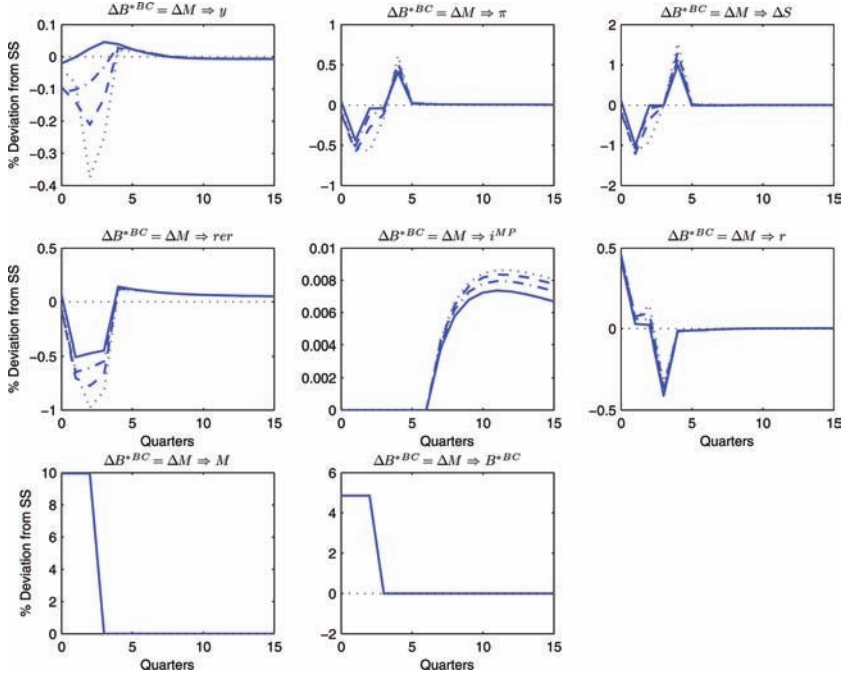 ΔB*BC = ΔM ⇒ y
ΔB*BC = ΔM ⇒ π
ΔB*BC = ΔM ⇒ ΔS
% Deviation from SS
0.1
0
−0.1
−0.2
−0.3
−0.4
0 5 10 15
1
0.5
0
−0.5
−1
0 5 10 15
2
1
0
−1
−2
0 5 10 15
ΔB*BC = ΔM ⇒ rer
ΔB*BC = ΔM ⇒ iMP
ΔB*BC = ΔM ⇒ r
% Deviation from SS
0.5
0
−0.5
−1
0 5 10 15
Quarters
0.01
0.008
0.006
0.004
0.002
0
0 5 10 15
Quarters
0.5
0
−0.5
0 5 10 15
Quarters
ΔB*BC = ΔM ⇒ M
ΔB*BC = ΔM ⇒ B*BC
% Deviation from SS
10
8
6
4
2
0
0 5 10 15
Quarters
6
4
2
0
−2
0 5 10 15
Quarters